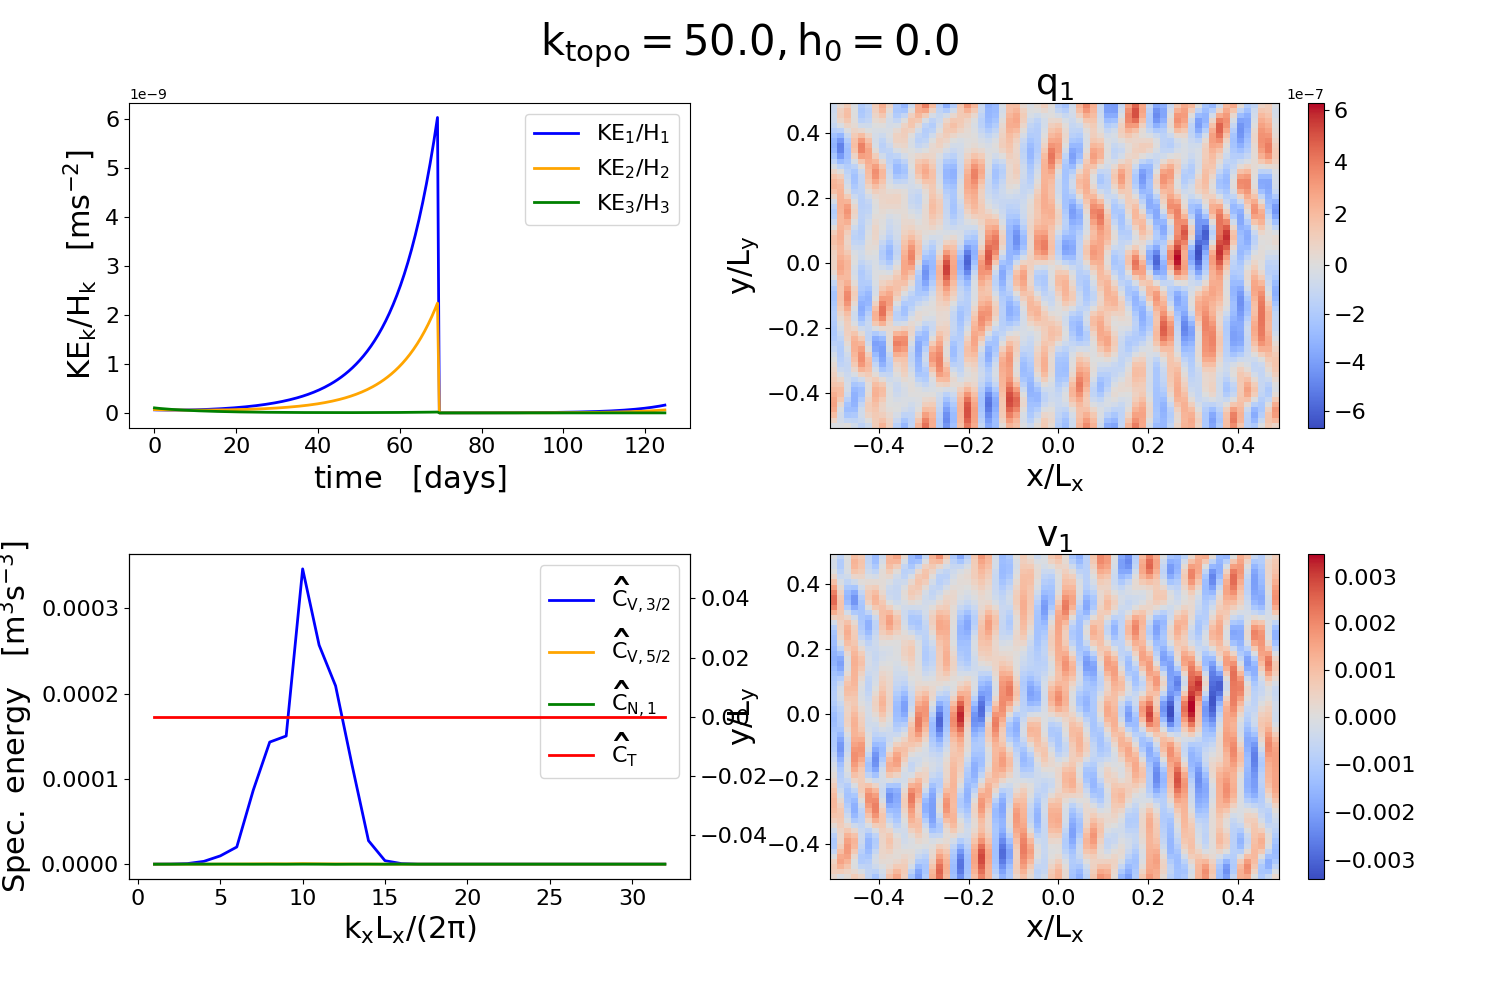 k_topo = 50.0, h_0 = 0.0
1e−9
6
5
4
3
2
1
0
KE_k/H_k [ms^−2]
KE_1/H_1
KE_2/H_2
KE_3/H_3
0 20 40 60 80 100 120
time [days]
q_1
1e−7
0.4
0.2
0.0
−0.2
−0.4
y/L_y
−0.4 −0.2 0.0 0.2 0.4
x/L_x
6
4
2
0
−2
−4
−6
Spec. energy [m^3s^−3]
0.0003
0.0002
0.0001
0.0000
Ĉ_V,3/2
Ĉ_V,5/2
Ĉ_N,1
Ĉ_T
0.04
0.02
0.00
−0.02
−0.04
0 5 10 15 20 25 30
k_xL_x/(2π)
v_1
y/L_y
0.4
0.2
0.0
−0.2
−0.4
−0.4 −0.2 0.0 0.2 0.4
x/L_x
0.003
0.002
0.001
0.000
−0.001
−0.002
−0.003